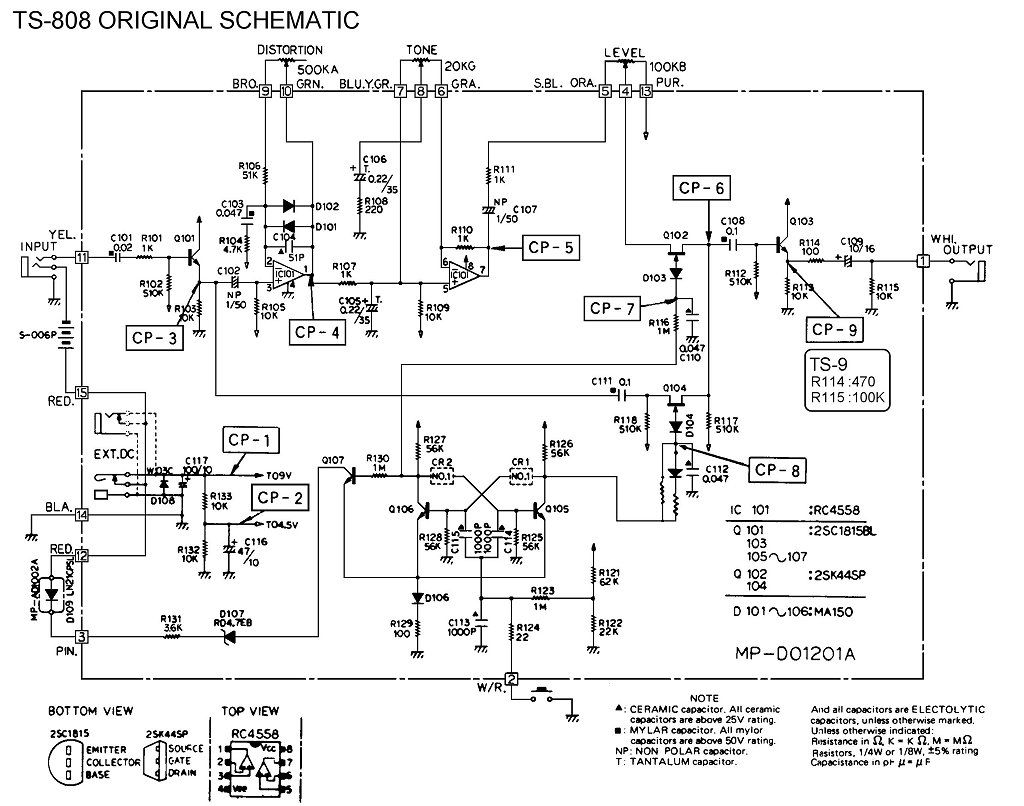 TS-808 ORIGINAL SCHEMATIC
DISTORTION
500KA
TONE
20KG
LEVEL
100KB
BRO.
9
10
GRN.
BLU.Y.GR.
7
8
6
GRA.
S.BL.
ORA.
5
4
13
PUR.
R106
51K
C106
T.
0.22/35
R108
220
R111
1K
NP
1/50
C107
CP-6
C103
0.047
D102
D101
C104
51P
R104
4.7K
R110
1K
CP-5
C108
0.1
Q103
YEL.
INPUT
11
C101
0.02
R101
1K
Q101
R102
510K
R103
10K
C102
NP
1/50
R105
10K
2
3
IC101
1
R107
1K
C105
0.22/35
T.
R109
10K
6
8
IC101
5
7
Q102
D103
R112
510K
R114
100
C109
10/16
R113
10K
R115
10K
WHI.
OUTPUT
1
S-006P
CP-3
CP-4
CP-7
R116
1M
0.047
C110
CP-9
TS-9
R114:470
R115:100K
15
RED.
C111
0.1
Q104
R118
510K
D104
R117
510K
EXT.DC
CP-1
C117
100/10
D108
TO9V
R133
10K
CP-2
TO4.5V
R132
10K
C116
47/10
BLA.
14
RED.
12
D109
3
PIN.
R131
3.6K
D107
RD4.7EB
Q107
R130
1M
R127
56K
CR2
NO.1
CR1
NO.1
R126
56K
CP-8
C112
0.047
Q106
Q105
R128
56K
C115
1000P
1000P
C114
R125
56K
D106
R129
100
C113
1000P
R123
1M
R124
22
R121
62K
R122
22K
W/R.
2
IC 101 :RC4558
Q 101 :2SC1815BL
103
105~107
Q 102 :2SK44SP
104
D 101~106:MA150
MP-D01201A
BOTTOM VIEW
2SC1815
EMITTER
COLLECTOR
BASE
2SK44SP
SOURCE
GATE
DRAIN
TOP VIEW
RC4558
1
2
3
4
Vcc
Vee
8
7
6
5
NOTE
▲: CERAMIC capacitor. All ceramic
capacitors are above 25V rating.
■: MYLAR capacitor. All mylor
capacitors are above 50V rating.
NP: NON POLAR capacitor.
T: TANTALUM capacitor.
And all capacitors are ELECTOLYTIC
capacitors, unless otherwise marked.
Unless otherwise indicated:
Resistance in Ω, K = KΩ, M = MΩ
Resistors, 1/4W or 1/8W, ±5% rating
Capacistance in pF μ = μF